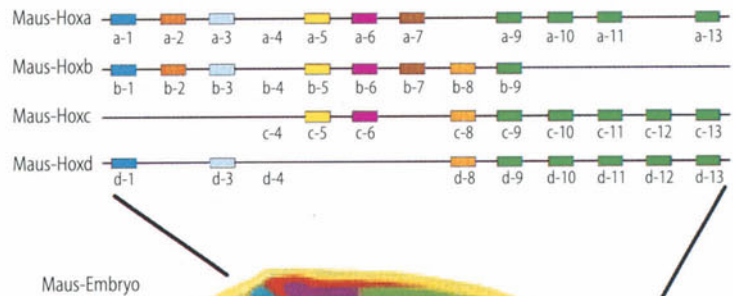 Maus-Hoxa
a-1 a-2 a-3 a-4 a-5 a-6 a-7 a-9 a-10 a-11 a-13
Maus-Hoxb
b-1 b-2 b-3 b-4 b-5 b-6 b-7 b-8 b-9
Maus-Hoxc
c-4 c-5 c-6 c-8 c-9 c-10 c-11 c-12 c-13
Maus-Hoxd
d-1 d-3 d-4 d-8 d-9 d-10 d-11 d-12 d-13
Maus-Embryo